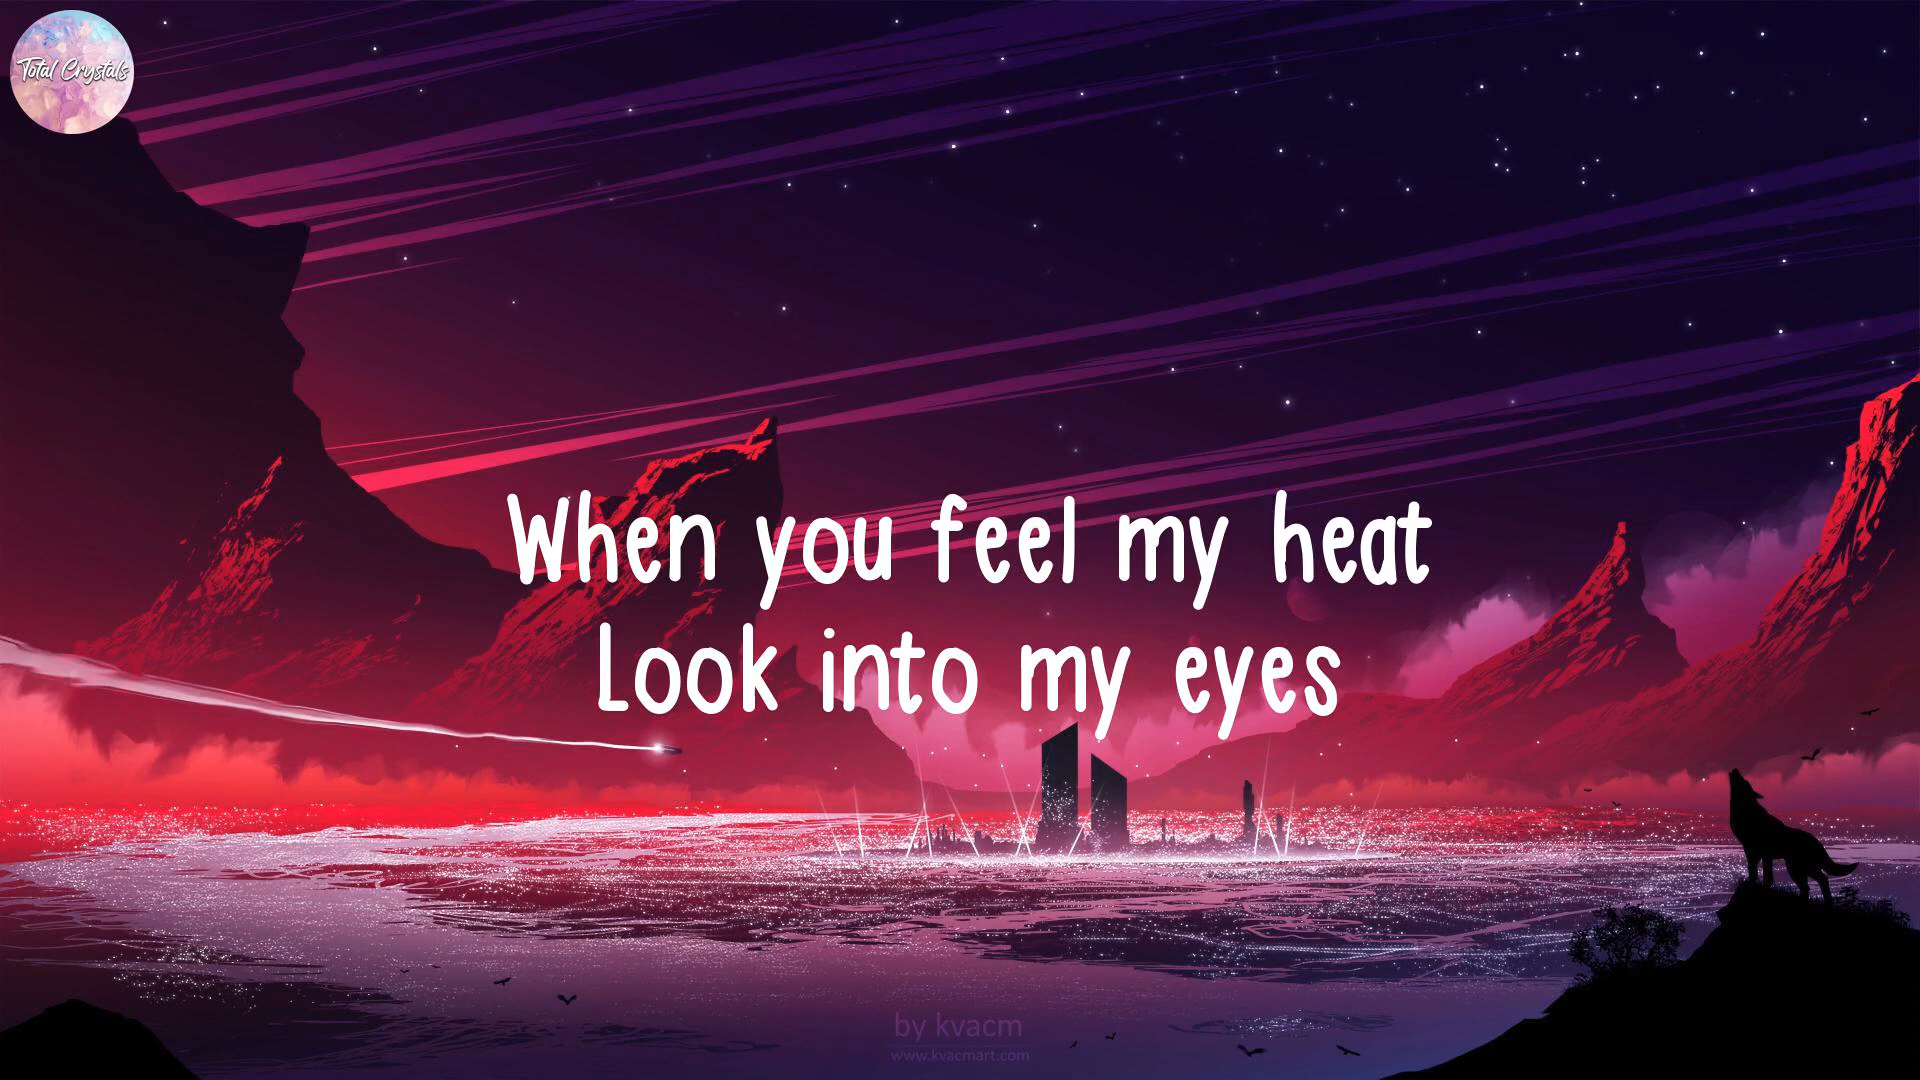 Total Crystals
When you feel my heat
Look into my eyes
by kvacm
www.kvacmart.com